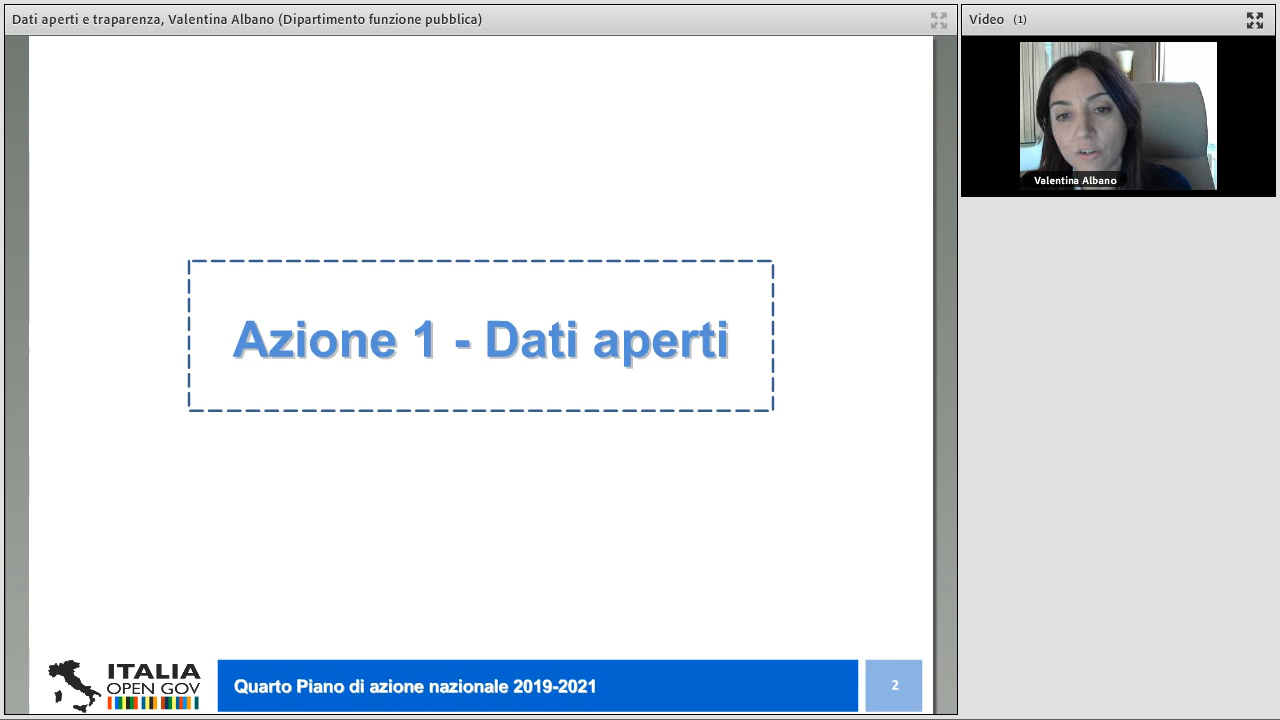 Dati aperti e traparenza, Valentina Albano (Dipartimento funzione pubblica)
Video (1)
Valentina Albano
Azione 1 - Dati aperti
ITALIA
OPEN GOV
Quarto Piano di azione nazionale 2019-2021
2